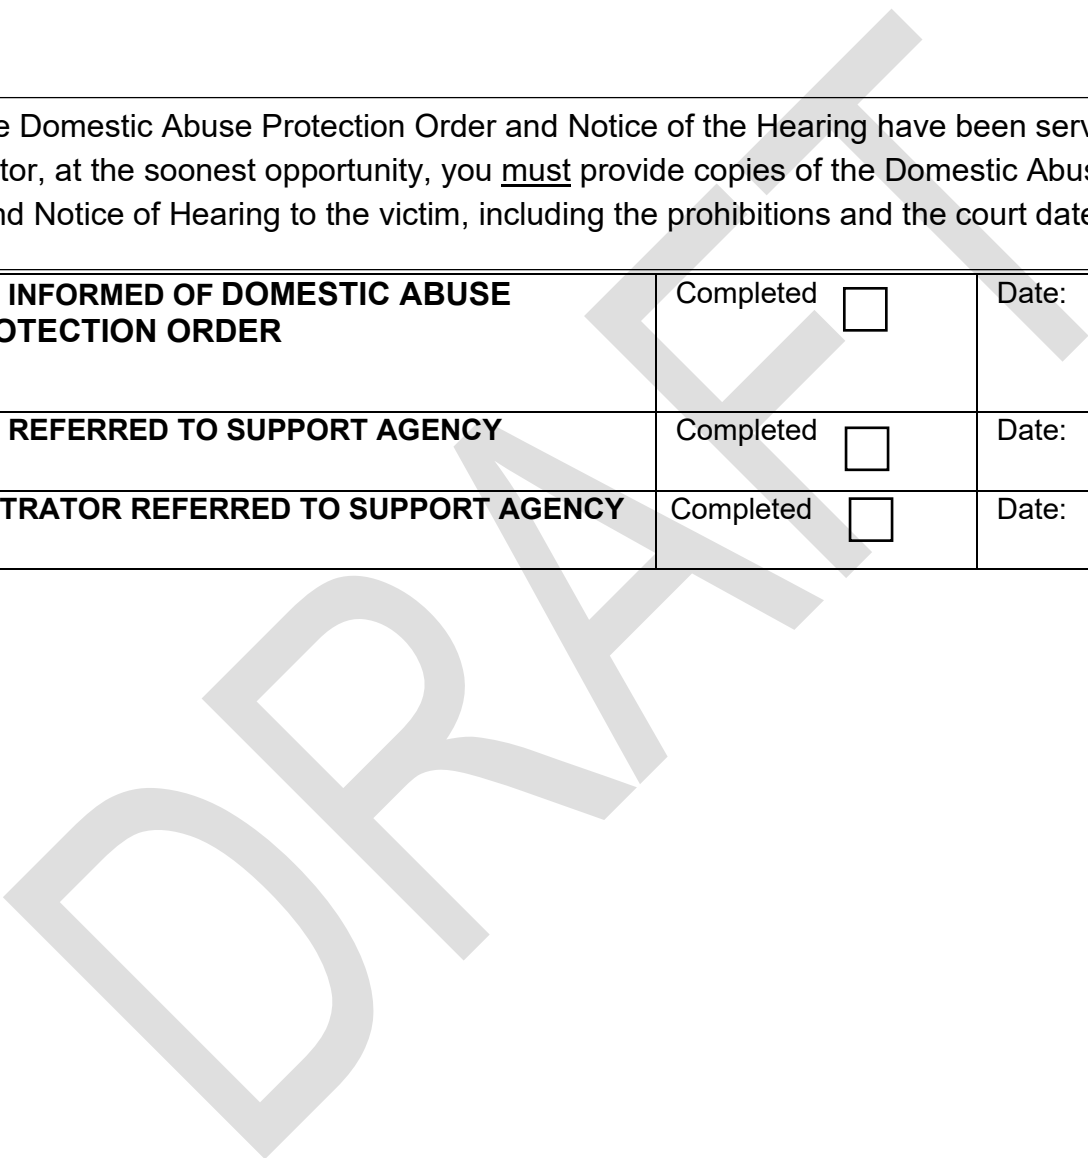 e Domestic Abuse Protection Order and Notice of the Hearing have been serv
tor, at the soonest opportunity, you must provide copies of the Domestic Abus
nd Notice of Hearing to the victim, including the prohibitions and the court date
INFORMED OF DOMESTIC ABUSE
OTECTION ORDER
Completed
Date:
REFERRED TO SUPPORT AGENCY
Completed
Date:
TRATOR REFERRED TO SUPPORT AGENCY
Completed
Date:
DRAFT